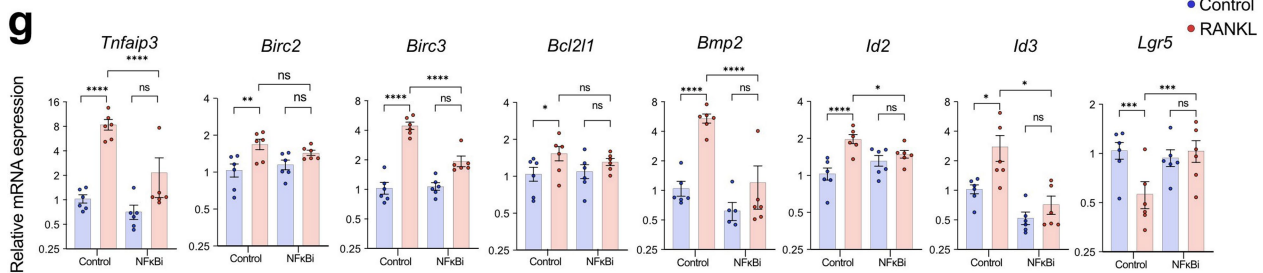 g
Control
RANKL
Relative mRNA espression
Tnfaip3
****
****
ns
16
8
4
2
1
0.5
0.25
Control
NFκBi
Birc2
ns
**
ns
4
2
1
0.5
0.25
Control
NFκBi
Birc3
****
****
ns
8
4
2
1
0.5
0.25
Control
NFκBi
Bcl2l1
ns
*
ns
4
2
1
0.5
0.25
Control
NFκBi
Bmp2
****
****
ns
8
4
2
1
0.5
0.25
Control
NFκBi
Id2
*
****
ns
4
2
1
0.5
0.25
Control
NFκBi
Id3
*
*
ns
8
4
2
1
0.5
0.25
Control
NFκBi
Lgr5
***
***
ns
2
1
0.5
0.25
Control
NFκBi